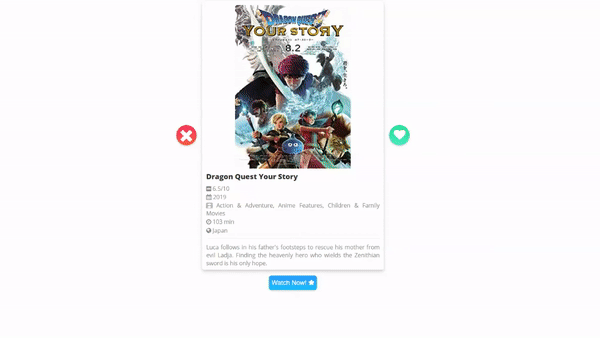 DRAGON QUEST
YOUR STORY
8.2
Dragon Quest Your Story
6.5/10
2019
Action & Adventure, Anime Features, Children & Family
Movies
103 min
Japan
Luca follows in his father's footsteps to rescue his mother from
evil Ladja. Finding the heavenly hero who wields the Zenithian
sword is his only hope.
Watch Now!